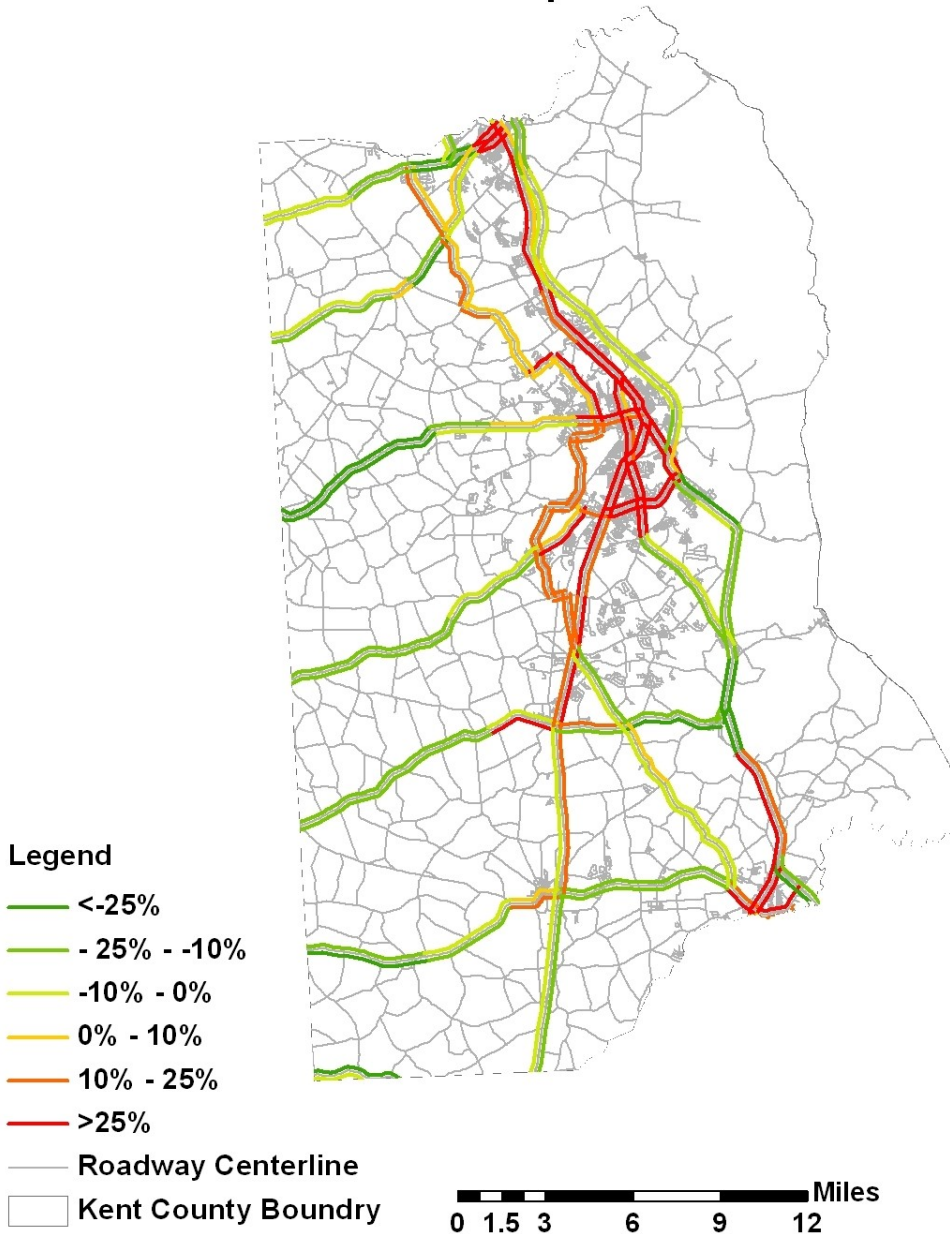 Legend
<-25%
- 25% - -10%
-10% - 0%
0% - 10%
10% - 25%
>25%
Roadway Centerline
Kent County Boundry
Miles
0 1.5 3 6 9 12